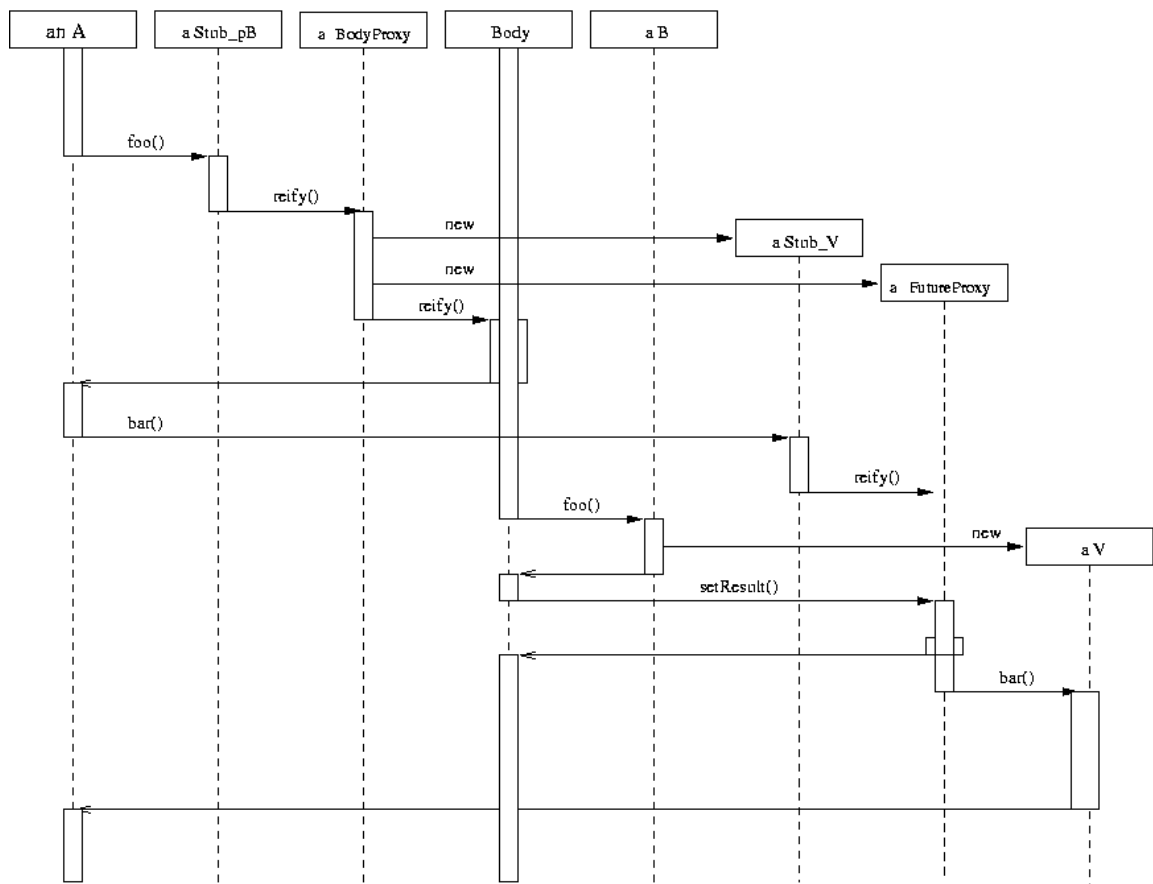 an A
a Stub_pB
a BodyProxy
Body
a B
foo()
reify()
new
a Stub_V
new
a FutureProxy
reify()
bar()
reify()
foo()
new
a V
setResult()
bar()